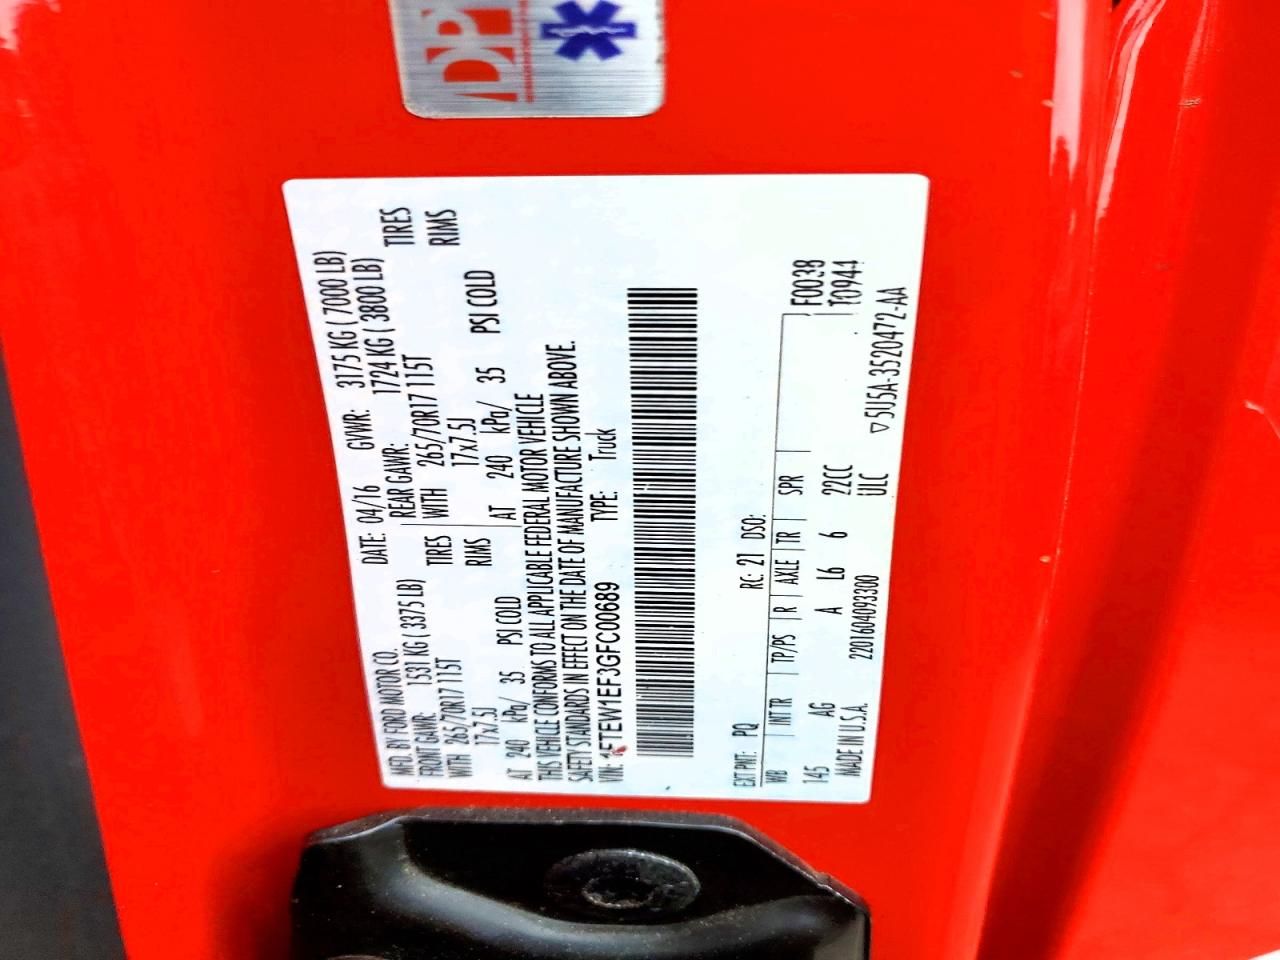 DP
MFD. BY FORD MOTOR CO.
DATE: 04/16 GVWR: 3175 KG ( 7000 LB)
FRONT GAWR: 1531 KG ( 3375 LB)
REAR GAWR: 1724 KG ( 3800 LB)
WITH 265/70R17 115T TIRES
WITH 265/70R17 115T TIRES
17x7.5J RIMS
17x7.5J RIMS
AT 240 kPa/ 35 PSI COLD
AT 240 kPa/ 35 PSI COLD
THIS VEHICLE CONFORMS TO ALL APPLICABLE FEDERAL MOTOR VEHICLE
SAFETY STANDARDS IN EFFECT ON THE DATE OF MANUFACTURE SHOWN ABOVE.
VIN: 1FTEW1EF3GFC00689 TYPE: Truck
EXT PNT: PQ RC: 21 DSO:
WB INT TR TP/PS R AXLE TR SPR F0038
145 AG A L6 6 22CC T0944
MADE IN U.S.A. 2201604093300 ULC
▽5U5A-3520472-AA